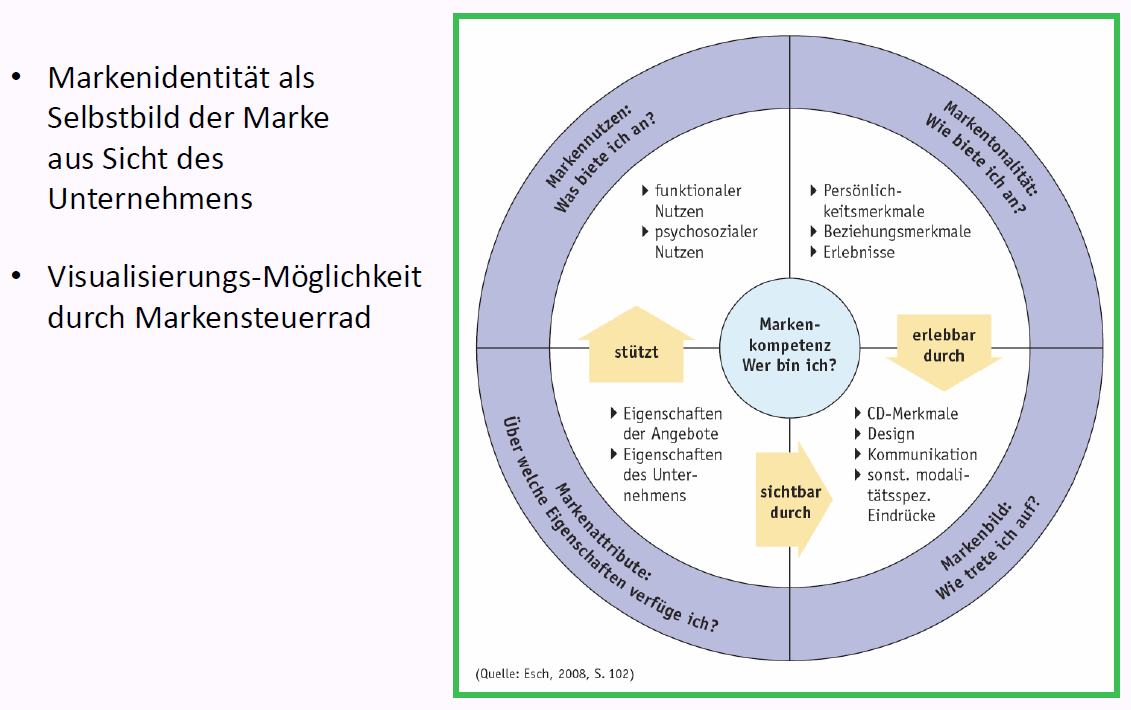 • Markenidentität als
Selbstbild der Marke
aus Sicht des
Unternehmens
• Visualisierungs-Möglichkeit
durch Markensteuerrad
Markennutzen:
Was biete ich an?
funktionaler
Nutzen
psychosozialer
Nutzen
Markentonalität:
Wie biete ich an?
Persönlich-
keitsmerkmale
Beziehungsmerkmale
Erlebnisse
stützt
Marken-
kompetenz
Wer bin ich?
erlebbar
durch
Eigenschaften
der Angebote
Eigenschaften
des Unter-
nehmens
sichtbar
durch
CD-Merkmale
Design
Kommunikation
sonst. modali-
tätsspez.
Eindrücke
Markenattribute:
Über welche Eigenschaften verfüge ich?
Markenbild:
Wie trete ich auf?
(Quelle: Esch, 2008, S. 102)